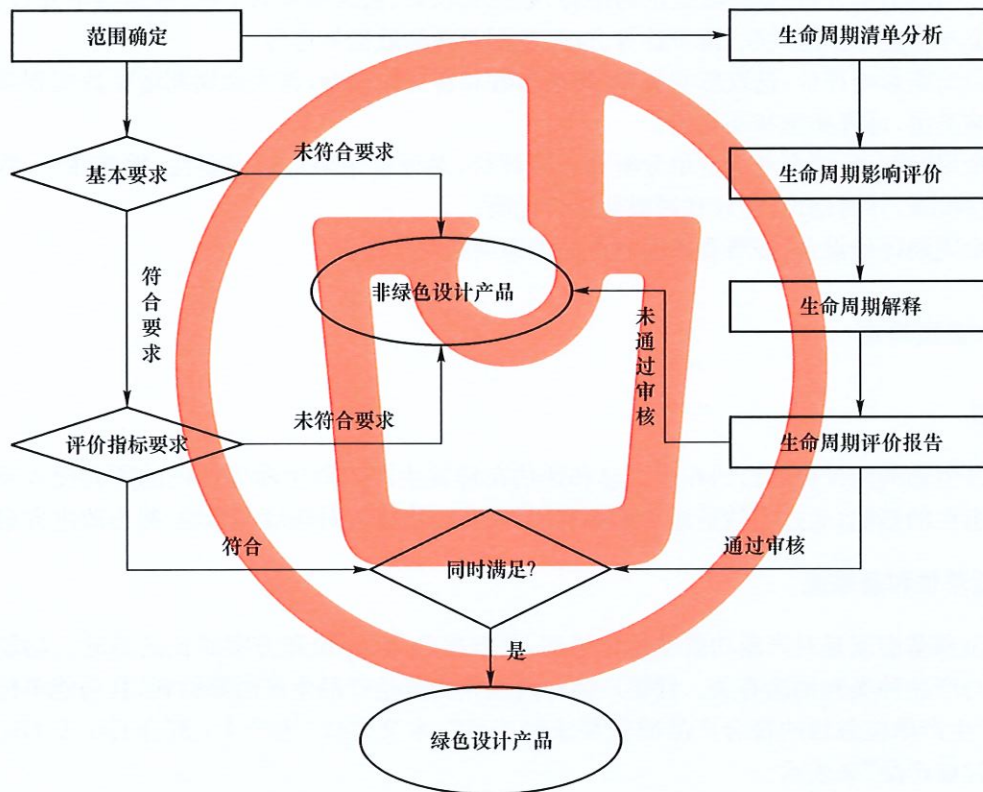 范围确定
生命周期清单分析
基本要求
未符合要求
生命周期影响评价
符合要求
非绿色设计产品
生命周期解释
未通过审核
评价指标要求
未符合要求
生命周期评价报告
符合
同时满足?
通过审核
是
绿色设计产品